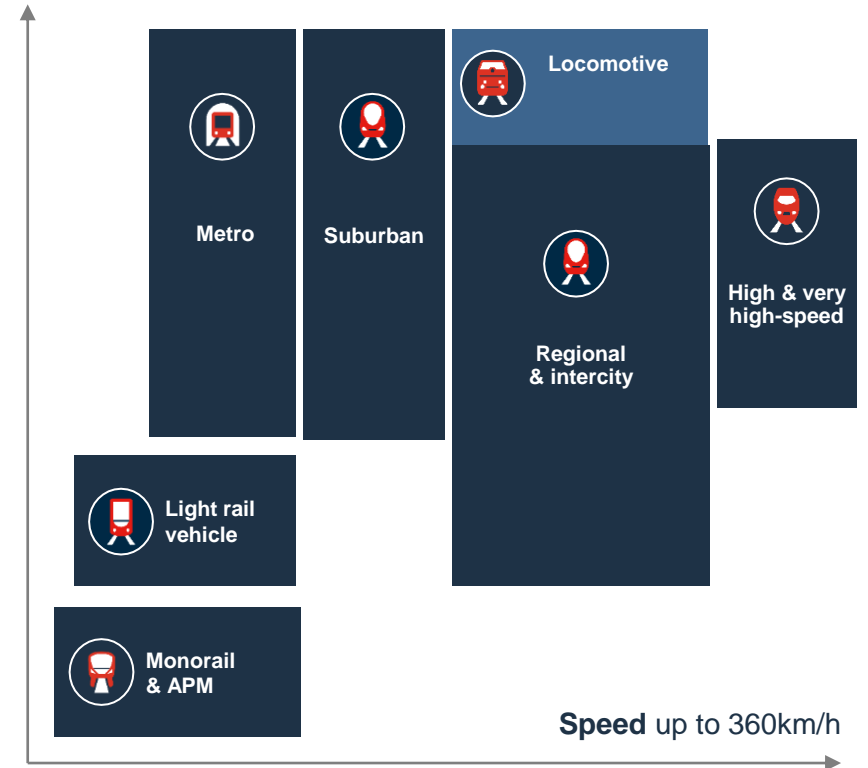 Locomotive
Metro
Suburban
High & very
high-speed
Regional
& intercity
Light rail
vehicle
Monorail
& APM
Speed up to 360km/h